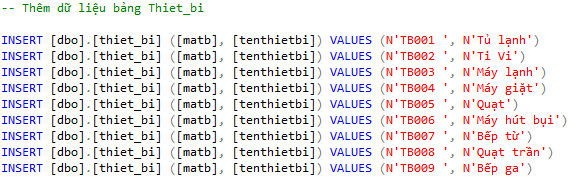 -- Thêm dữ liệu bảng Thiet_bi
INSERT [dbo].[thiet_bi] ([matb], [tenthietbi]) VALUES (N'TB001 ', N'Tủ lạnh')
INSERT [dbo].[thiet_bi] ([matb], [tenthietbi]) VALUES (N'TB002 ', N'Ti Vi')
INSERT [dbo].[thiet_bi] ([matb], [tenthietbi]) VALUES (N'TB003 ', N'Máy lạnh')
INSERT [dbo].[thiet_bi] ([matb], [tenthietbi]) VALUES (N'TB004 ', N'Máy giặt')
INSERT [dbo].[thiet_bi] ([matb], [tenthietbi]) VALUES (N'TB005 ', N'Quạt')
INSERT [dbo].[thiet_bi] ([matb], [tenthietbi]) VALUES (N'TB006 ', N'Máy hút bụi')
INSERT [dbo].[thiet_bi] ([matb], [tenthietbi]) VALUES (N'TB007 ', N'Bếp từ')
INSERT [dbo].[thiet_bi] ([matb], [tenthietbi]) VALUES (N'TB008 ', N'Quạt trần')
INSERT [dbo].[thiet_bi] ([matb], [tenthietbi]) VALUES (N'TB009 ', N'Bếp ga')